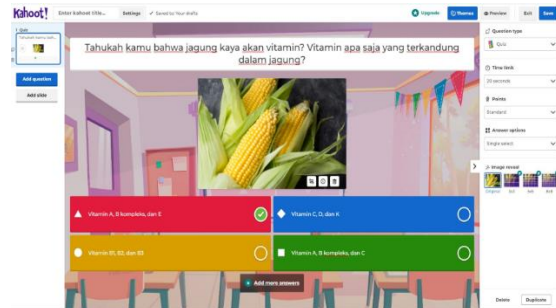 Kahoot!
Enter kahoot title...
Settings
Saved to Your drafts
Upgrade
Themes
Preview
Exit
Save
Quiz
Add question
Add slide
Tahukah kamu bahwa jagung kaya akan vitamin? Vitamin apa saja yang terkandung
dalam jagung?
Vitamin A, B kompleks, dan E
Vitamin C, D, dan K
Vitamin B1, B2, dan B3
Vitamin A, B kompleks, dan C
Add more answers
Question type
Quiz
Time limit
20 seconds
Points
Standard
Answer options
Single select
Image reveal
Original
Delete
Duplicate